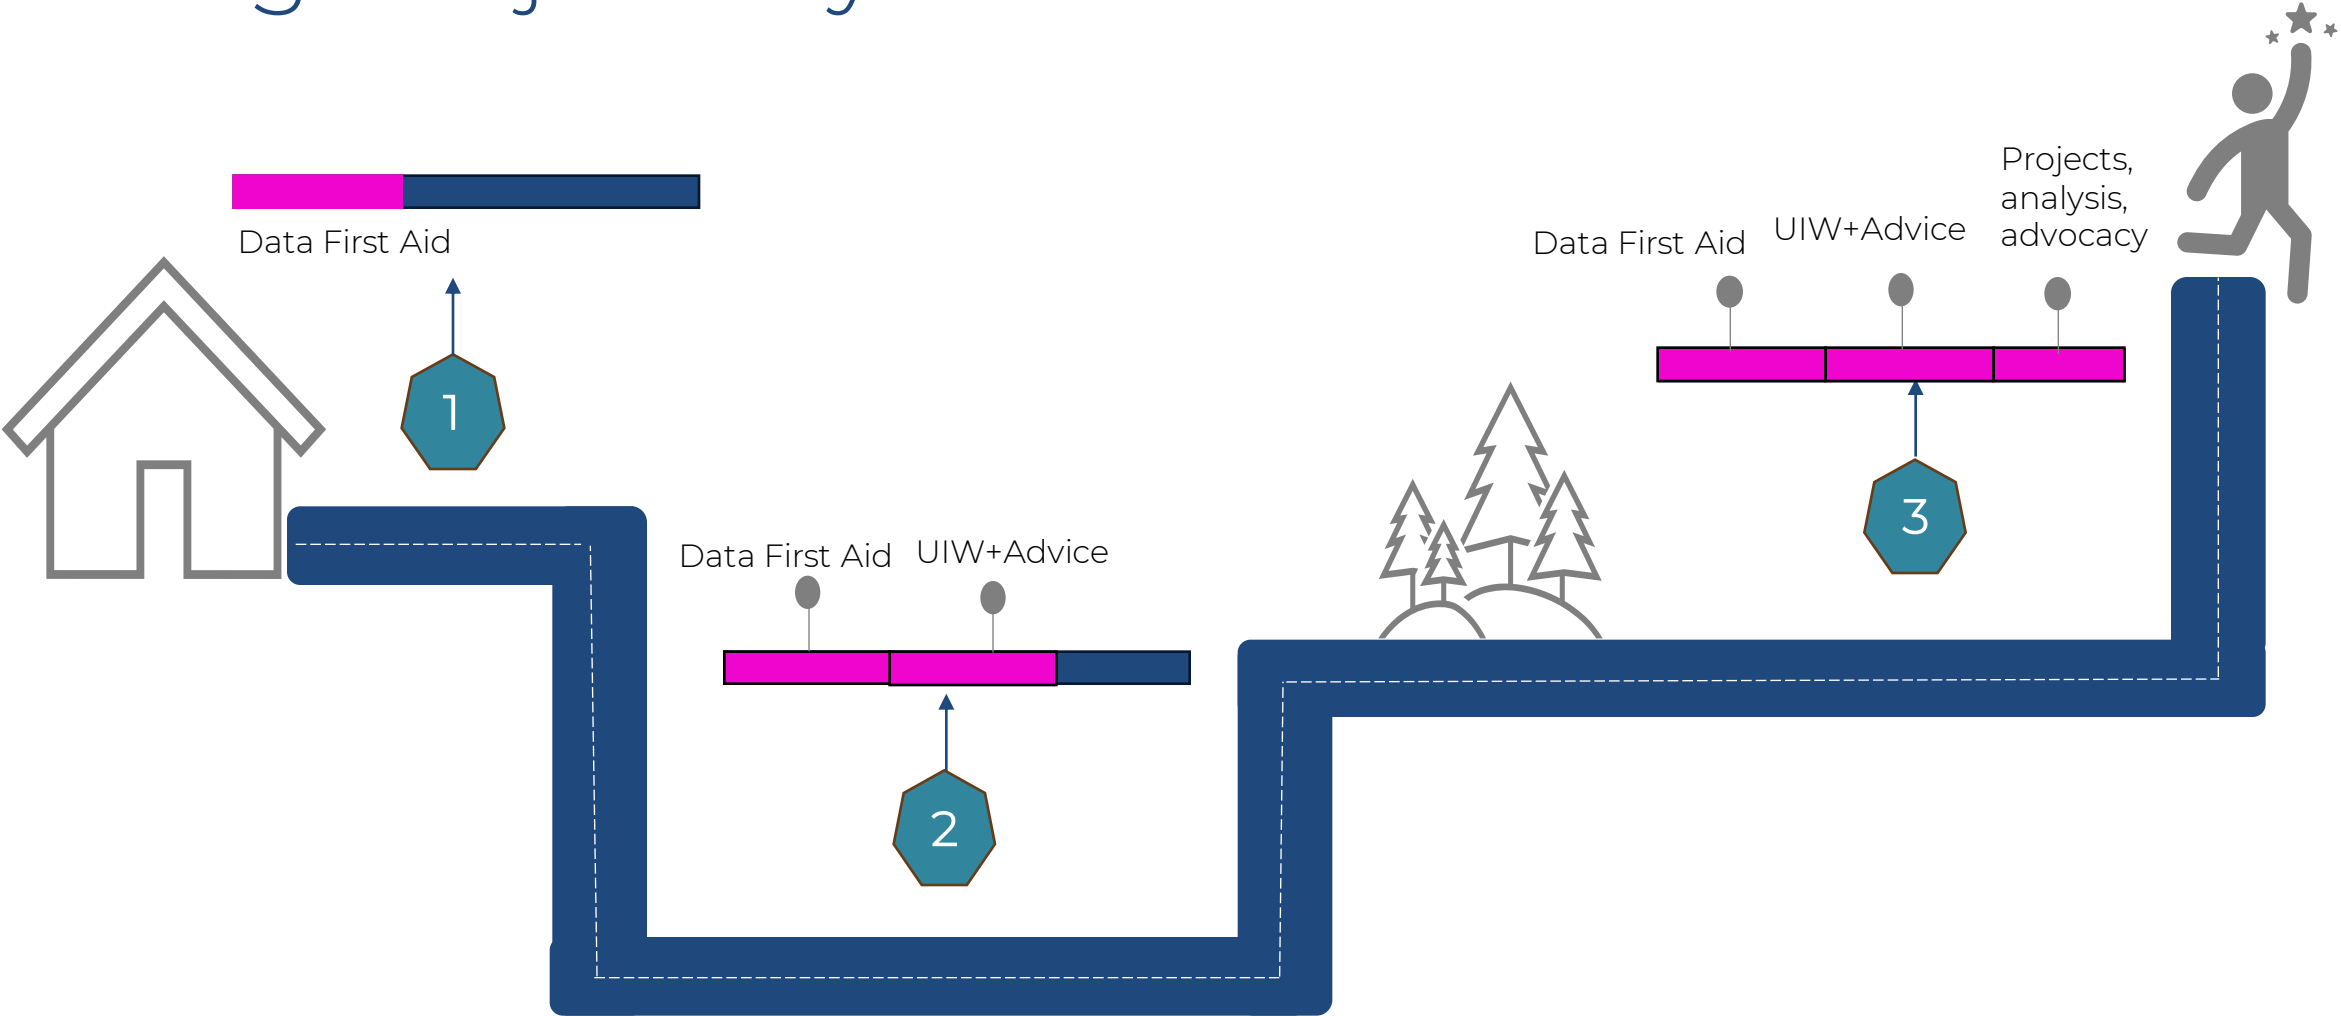 Data First Aid
1
Data First Aid
UIW+Advice
2
Data First Aid
UIW+Advice
Projects,
analysis,
advocacy
3